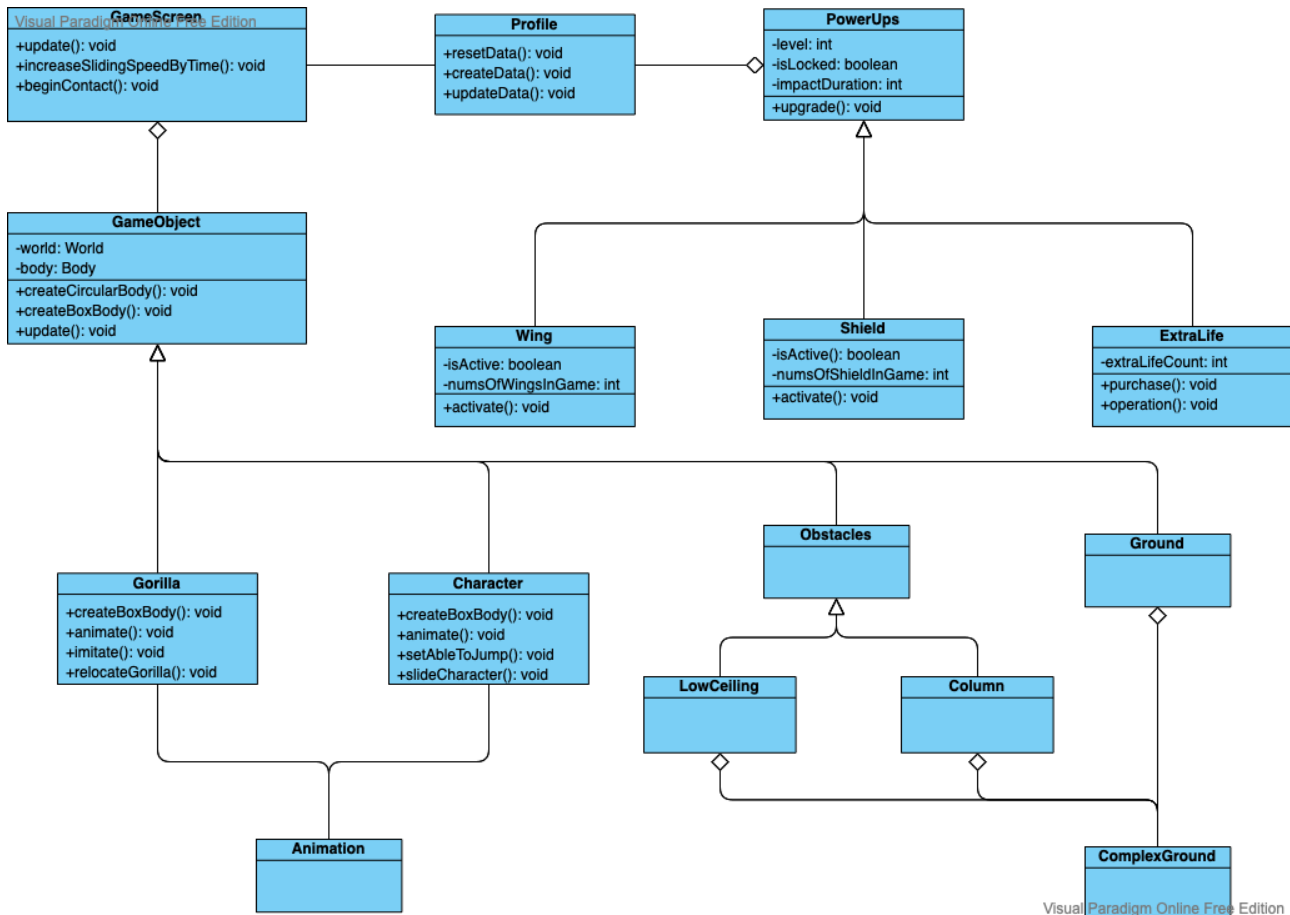 GameScreen
Visual Paradigm Online Free Edition
+update(): void
+increaseSlidingSpeedByTime(): void
+beginContact(): void
Profile
+resetData(): void
+createData(): void
+updateData(): void
PowerUps
-level: int
-isLocked: boolean
-impactDuration: int
+upgrade(): void
GameObject
-world: World
-body: Body
+createCircularBody(): void
+createBoxBody(): void
+update(): void
Wing
-isActive: boolean
-numsOfWingsInGame: int
+activate(): void
Shield
-isActive(): boolean
-numsOfShieldInGame: int
+activate(): void
ExtraLife
-extraLifeCount: int
+purchase(): void
+operation(): void
Obstacles
Ground
Gorilla
+createBoxBody(): void
+animate(): void
+imitate(): void
+relocateGorilla(): void
Character
+createBoxBody(): void
+animate(): void
+setAbleToJump(): void
+slideCharacter(): void
LowCeiling
Column
Animation
ComplexGround
Visual Paradigm Online Free Edition